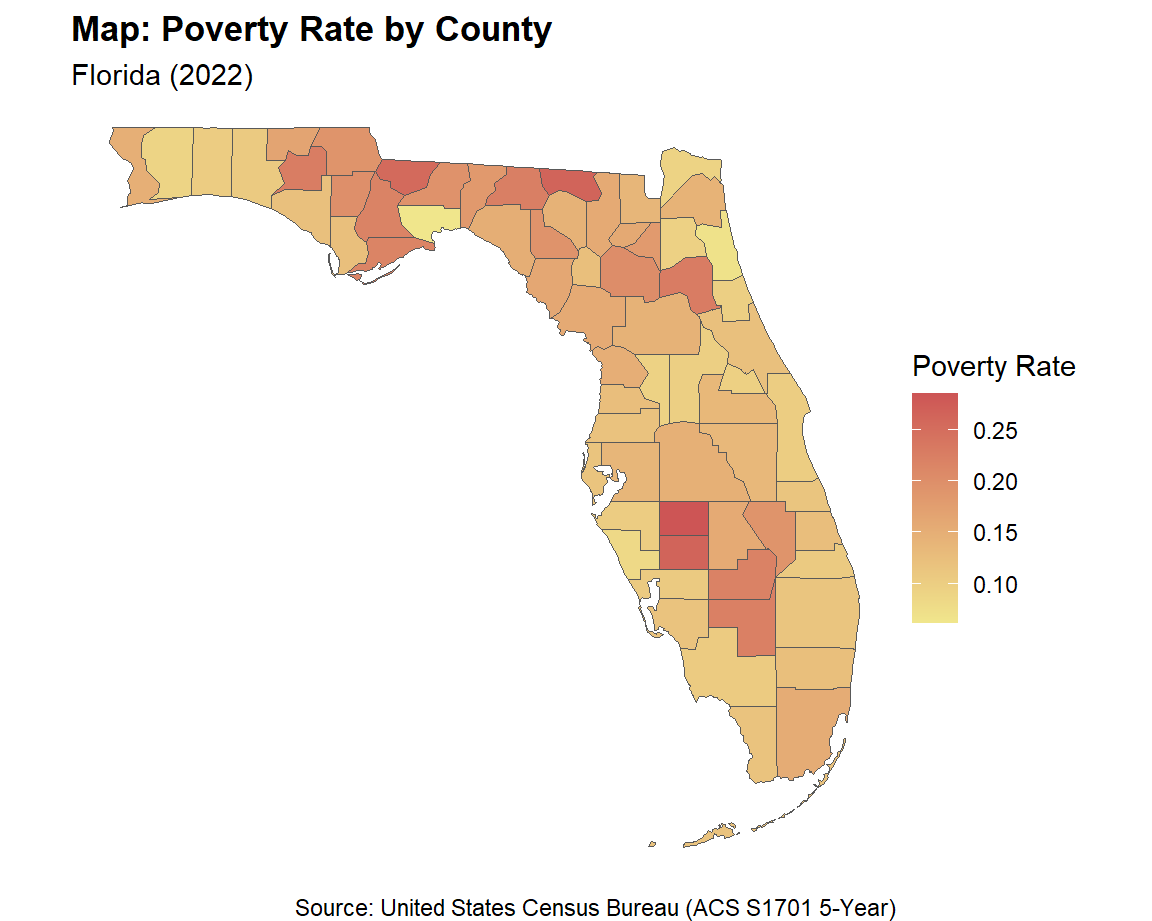 Map: Poverty Rate by County
Florida (2022)
Poverty Rate
0.25
0.20
0.15
0.10
Source: United States Census Bureau (ACS S1701 5-Year)